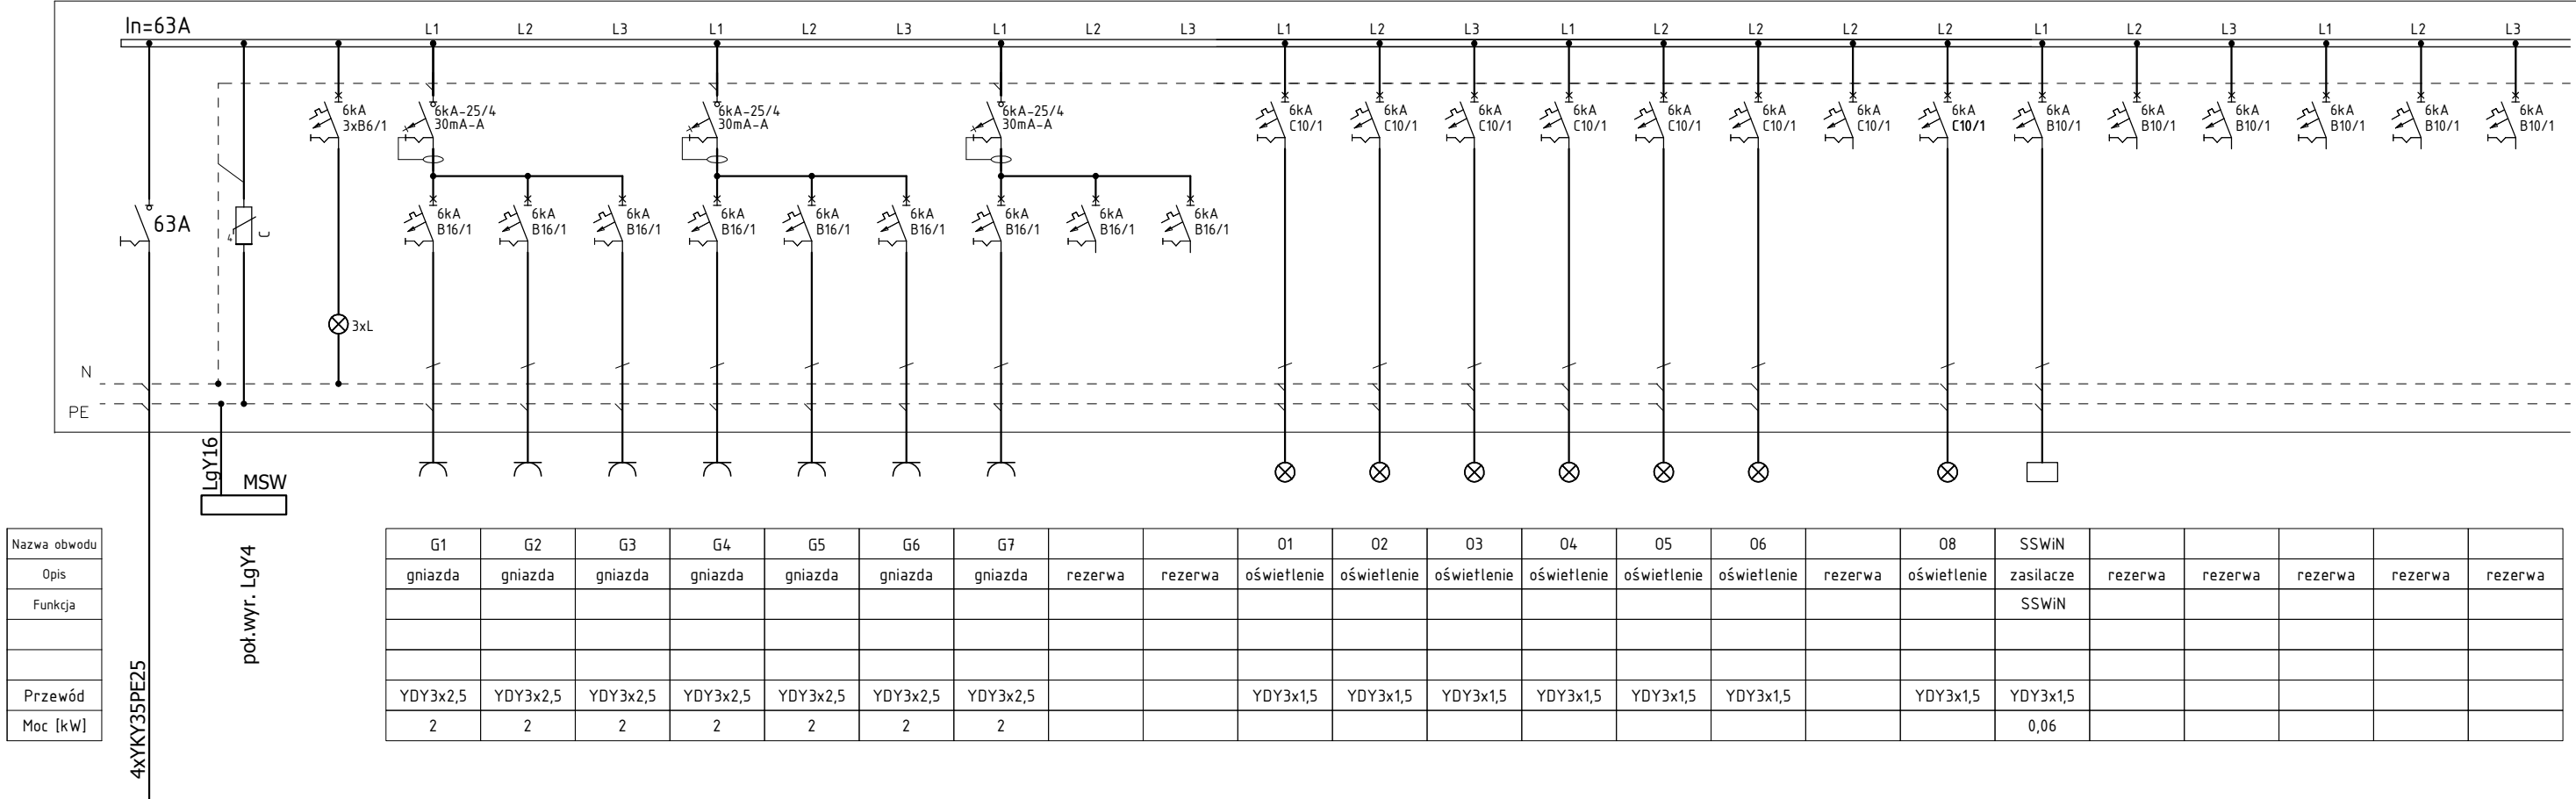 In=63A
L1 L2 L3 L1 L2 L3 L1 L2 L3 L1 L2 L3 L1 L2 L2 L2 L2 L1 L2 L3 L1 L2 L3
6kA 6kA-25/4 6kA-25/4 6kA-25/4 6kA 6kA 6kA 6kA 6kA 6kA 6kA 6kA 6kA 6kA 6kA 6kA 6kA 6kA
3xB6/1 30mA-A 30mA-A 30mA-A C10/1 C10/1 C10/1 C10/1 C10/1 C10/1 C10/1 C10/1 B10/1 B10/1 B10/1 B10/1 B10/1 B10/1
63A 4 C
6kA 6kA 6kA 6kA 6kA 6kA 6kA 6kA 6kA
B16/1 B16/1 B16/1 B16/1 B16/1 B16/1 B16/1 B16/1 B16/1
3xL
N
PE
LgY16
MSW
poł.wyr. LgY4
4xYKY35PE25
Nazwa obwodu G1 G2 G3 G4 G5 G6 G7 O1 O2 O3 O4 O5 O6 O8 SSWiN
Opis gniazda gniazda gniazda gniazda gniazda gniazda gniazda rezerwa rezerwa oświetlenie oświetlenie oświetlenie oświetlenie oświetlenie oświetlenie rezerwa oświetlenie zasilacze rezerwa rezerwa rezerwa rezerwa rezerwa
Funkcja SSWiN
Przewód YDY3x2,5 YDY3x2,5 YDY3x2,5 YDY3x2,5 YDY3x2,5 YDY3x2,5 YDY3x2,5 YDY3x1,5 YDY3x1,5 YDY3x1,5 YDY3x1,5 YDY3x1,5 YDY3x1,5 YDY3x1,5 YDY3x1,5
Moc [kW] 2 2 2 2 2 2 2 0,06